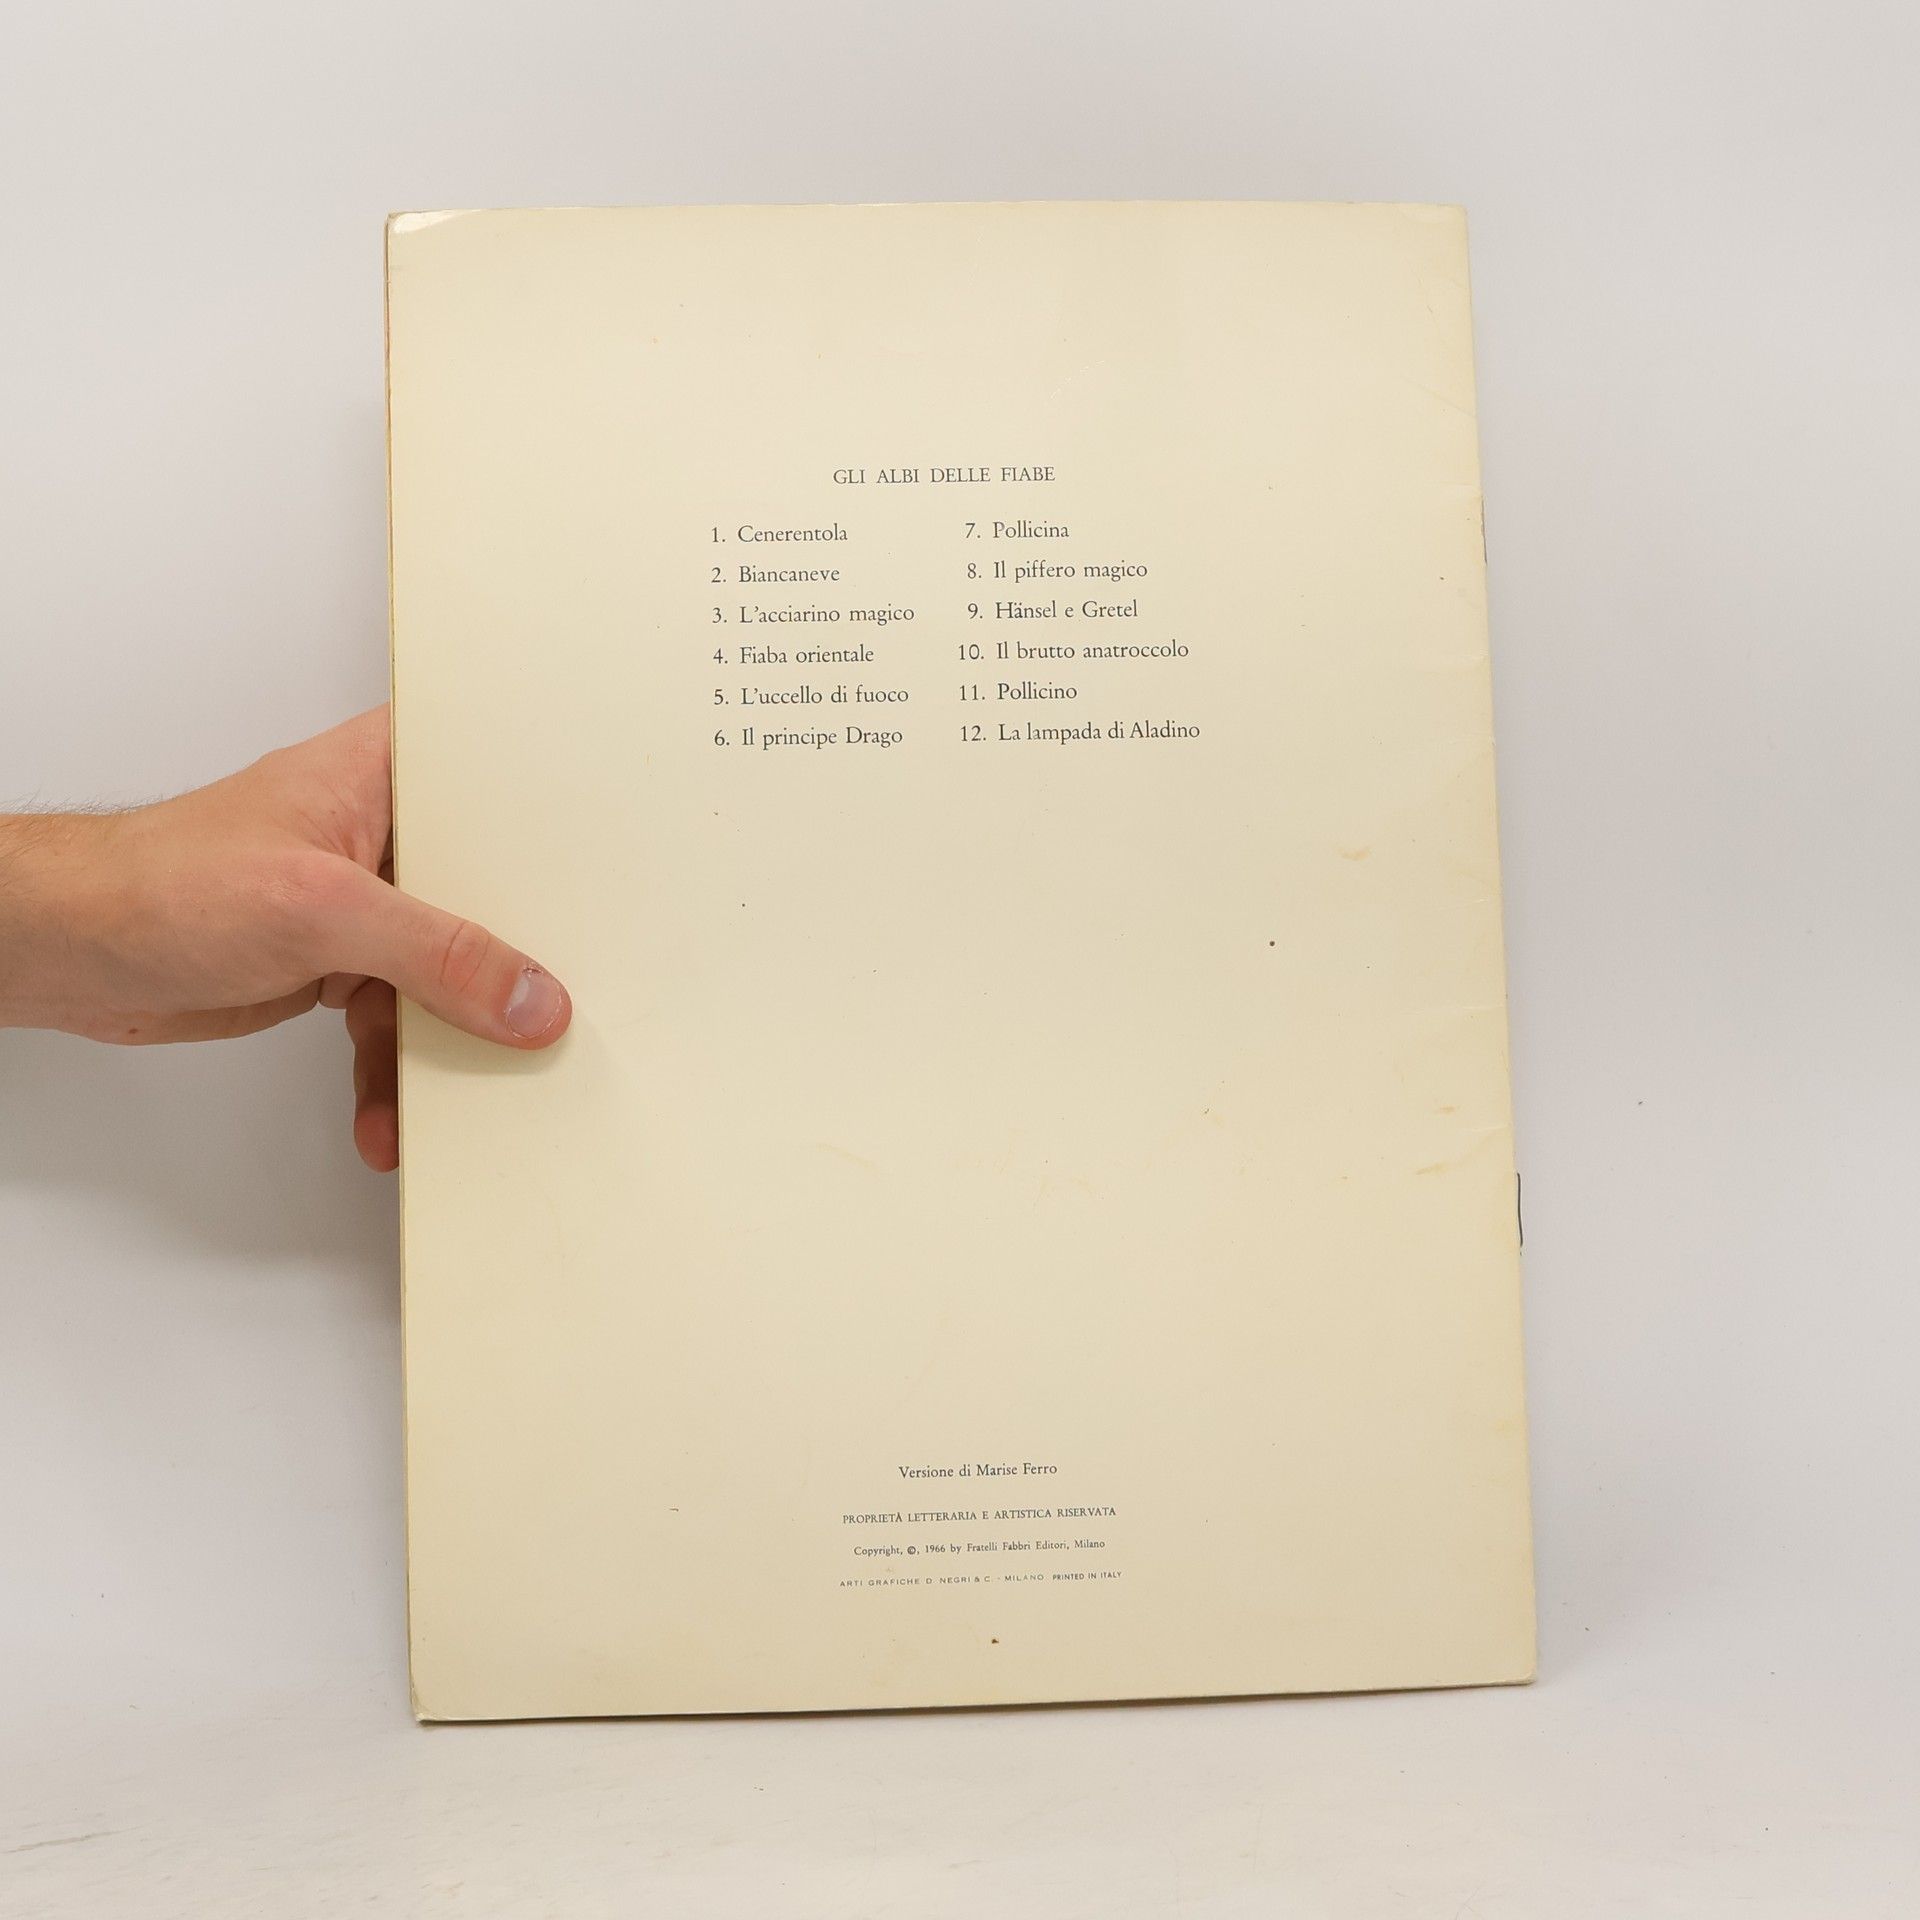 GLI ALBI DELLE FIABE
1. Cenerentola
2. Biancaneve
3. L'acciarino magico
4. Fiaba orientale
5. L'uccello di fuoco
6. Il principe Drago
7. Pollicina
8. Il piffero magico
9. Hänsel e Gretel
10. Il brutto anatroccolo
11. Pollicino
12. La lampada di Aladino
Versione di Marise Ferro
PROPRIETÀ LETTERARIA E ARTISTICA RISERVATA
Copyright, ©, 1966 by Fratelli Fabbri Editori, Milano
ARTI GRAFICHE D. NEGRI & C. - MILANO PRINTED IN ITALY